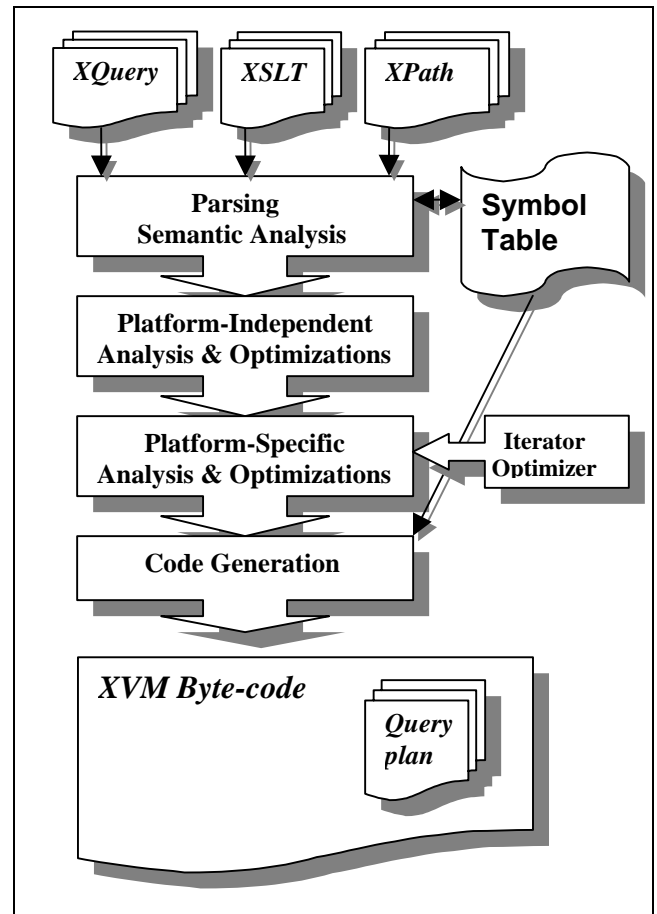 XQuery
XSLT
XPath
Parsing
Semantic Analysis
Symbol
Table
Platform-Independent
Analysis & Optimizations
Platform-Specific
Analysis & Optimizations
Iterator
Optimizer
Code Generation
XVM Byte-code
Query
plan